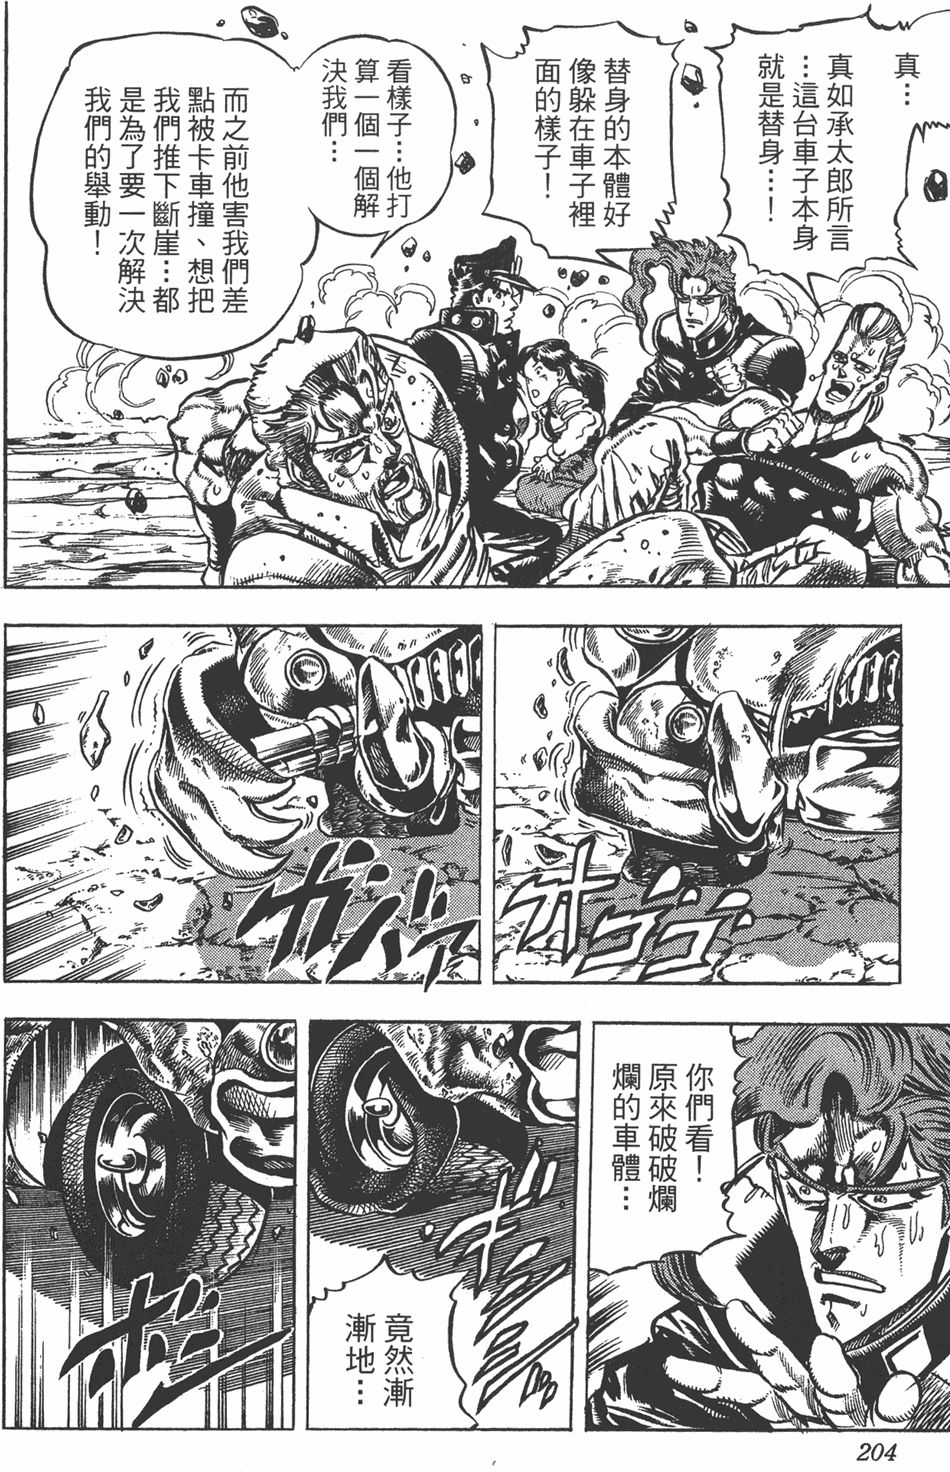 真…
真如承太郎所言
…這台車子本身
就是替身…！
替身的本體好
像躲在車子裡
面的樣子！
看樣子…他打
算一個一個解
決我們…
而之前他害我們差
點被卡車撞、想把
我們推下斷崖…都
是為了要一次解決
我們的舉動！
オゴゴゴ
ガバァ
你們看！
原來破破爛
爛的車體…
竟然漸
漸地…
ボコ
204